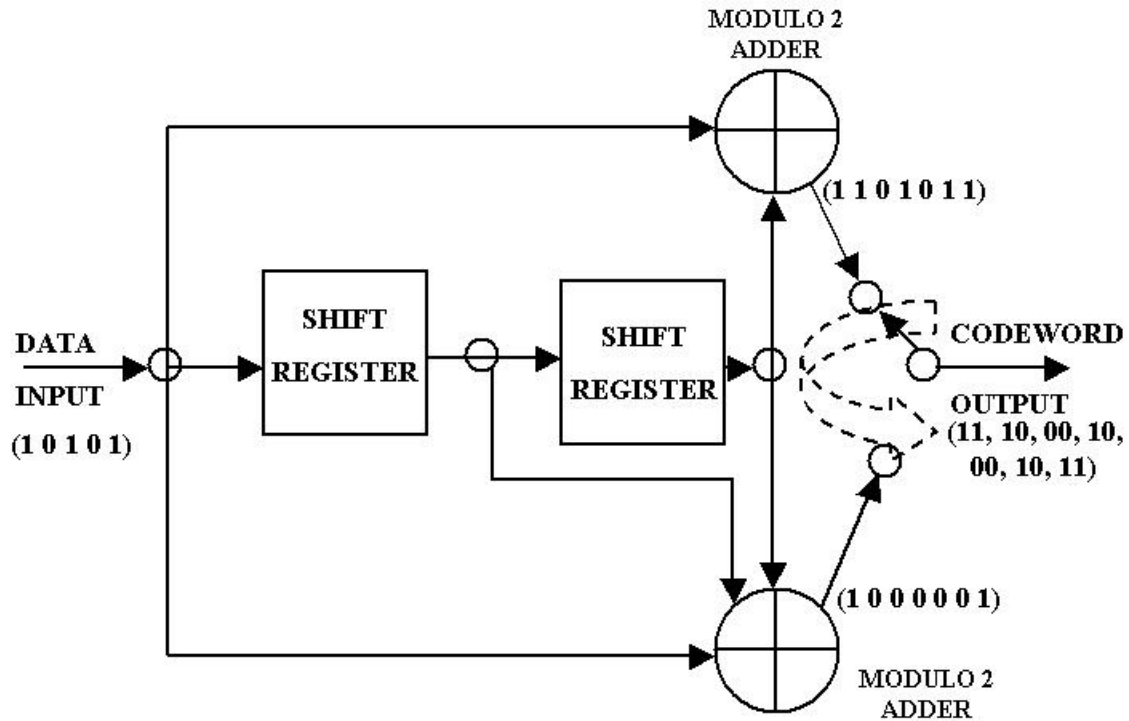 MODULO 2
ADDER
(1 1 0 1 0 1 1)
SHIFT
REGISTER
SHIFT
REGISTER
DATA
INPUT
(1 0 1 0 1)
CODEWORD
OUTPUT
(11, 10, 00, 10,
00, 10, 11)
(1 0 0 0 0 0 1)
MODULO 2
ADDER